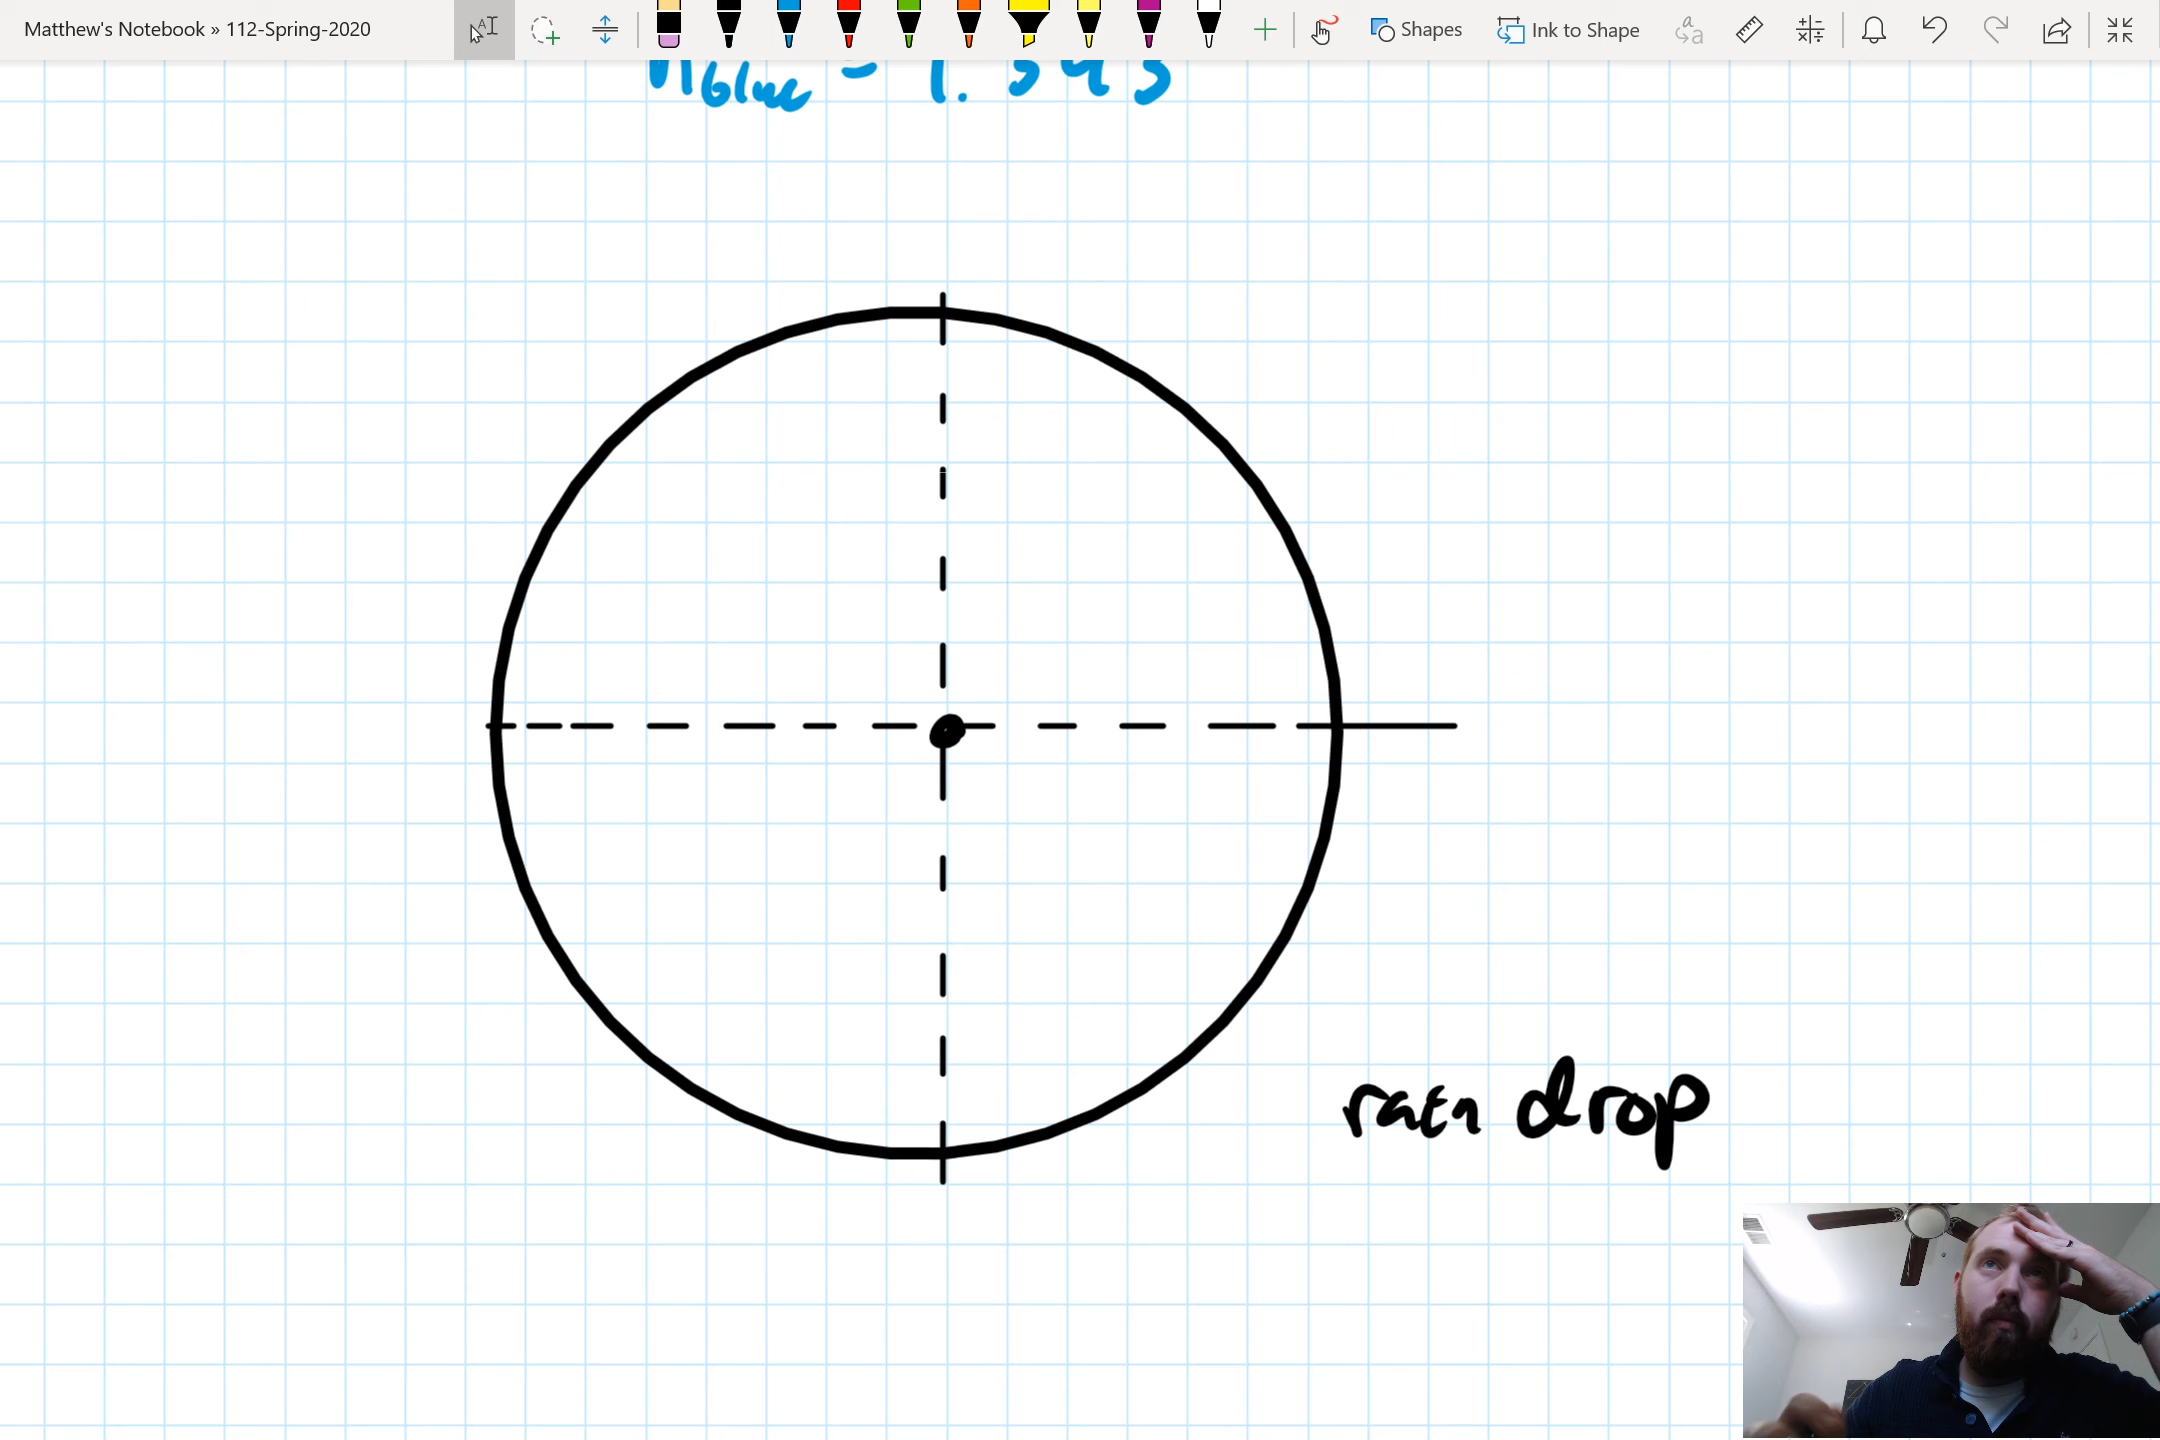 Matthew's Notebook » 112-Spring-2020
Shapes
Ink to Shape
nblue = 1.343
rain drop